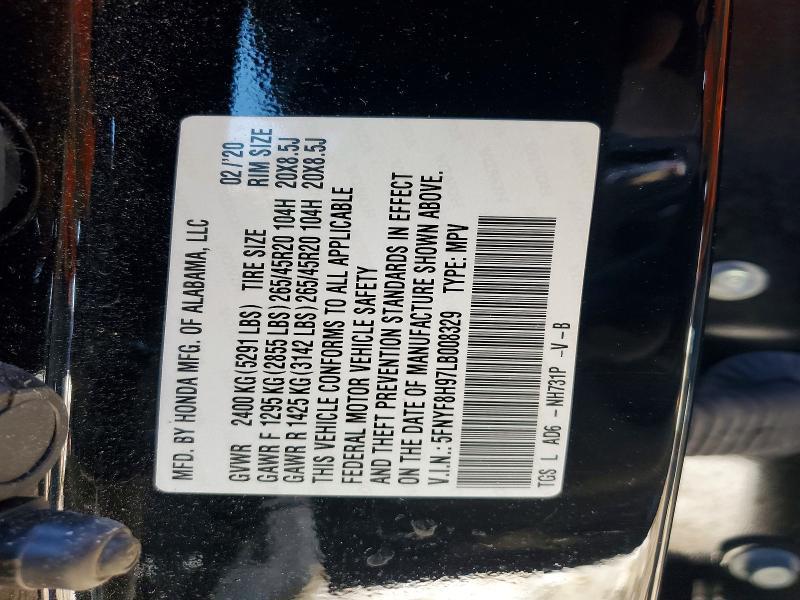 MFD. BY HONDA MFG. OF ALABAMA, LLC
02/'20
GVWR 2400 KG (5291 LBS) TIRE SIZE RIM SIZE
GAWR F 1295 KG (2855 LBS) 265/45R20 104H 20X8.5J
GAWR R 1425 KG (3142 LBS) 265/45R20 104H 20X8.5J
THIS VEHICLE CONFORMS TO ALL APPLICABLE
FEDERAL MOTOR VEHICLE SAFETY
AND THEFT PREVENTION STANDARDS IN EFFECT
ON THE DATE OF MANUFACTURE SHOWN ABOVE.
V.I.N.: 5FNYF8H97LB008329 TYPE: MPV
TGS L AD6 -NH731P -V-B